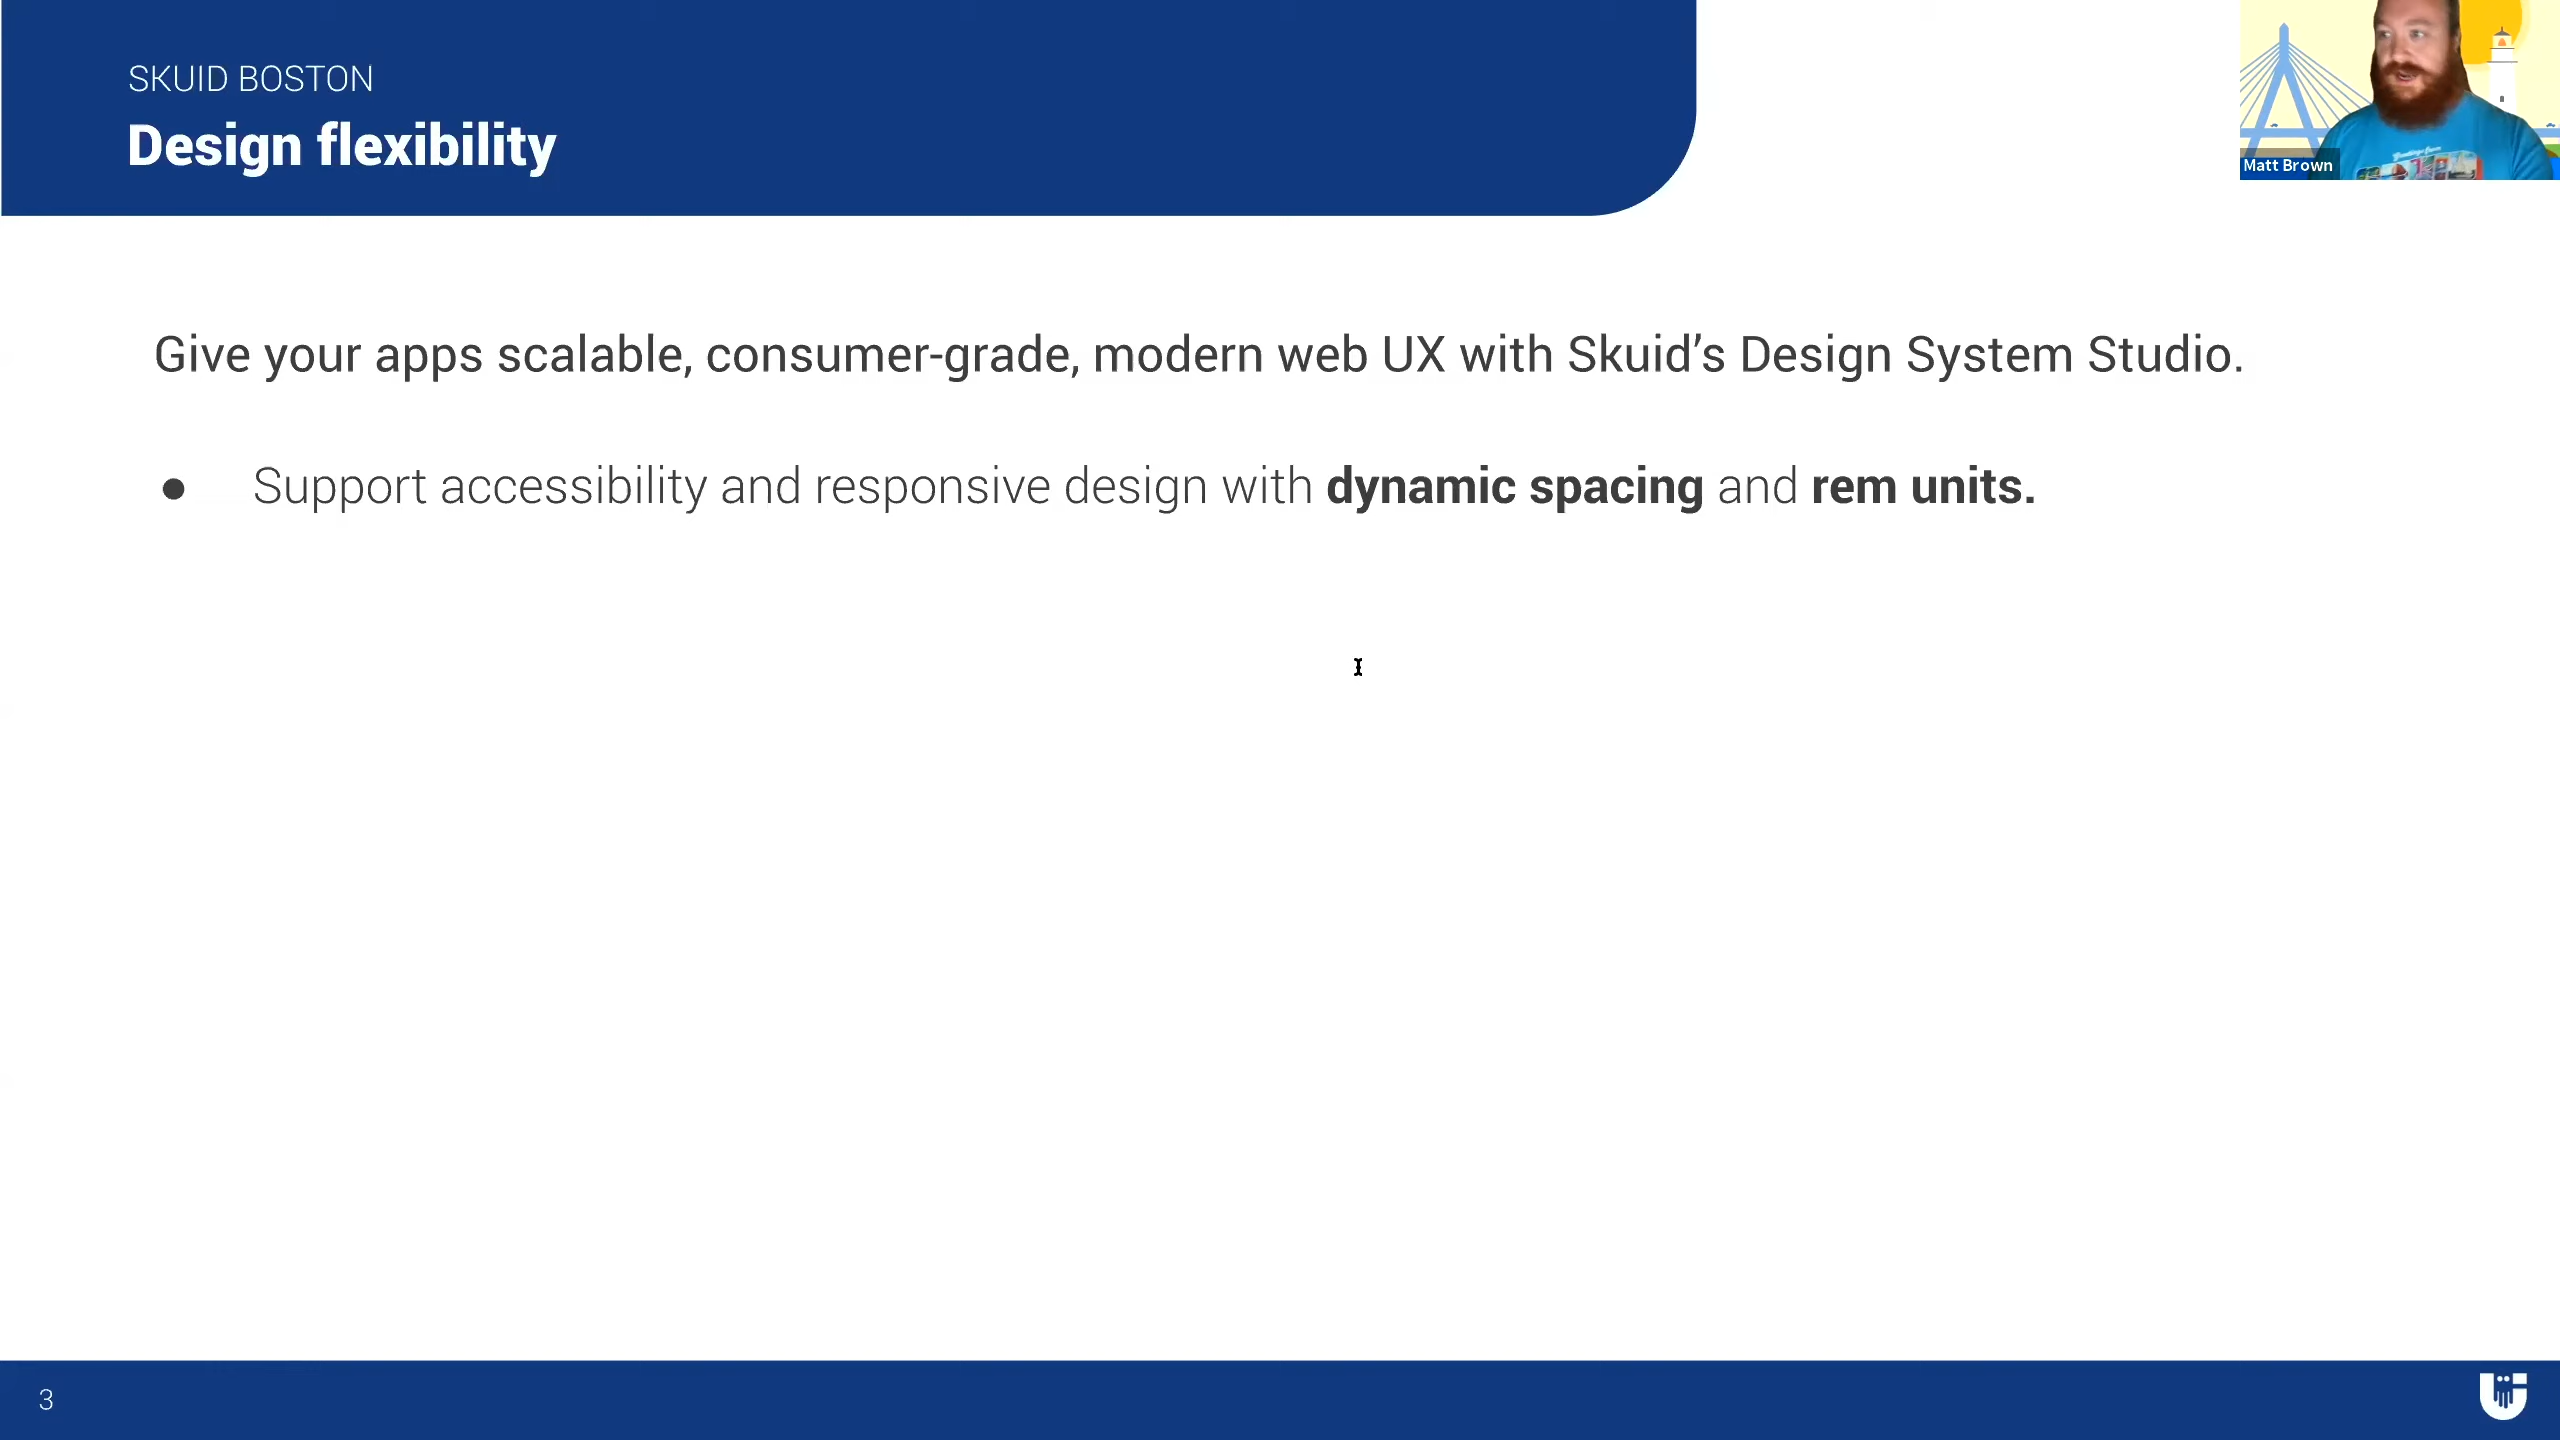 SKUID BOSTON
Design flexibility
Matt Brown
Give your apps scalable, consumer-grade, modern web UX with Skuid’s Design System Studio.
● Support accessibility and responsive design with dynamic spacing and rem units.
3